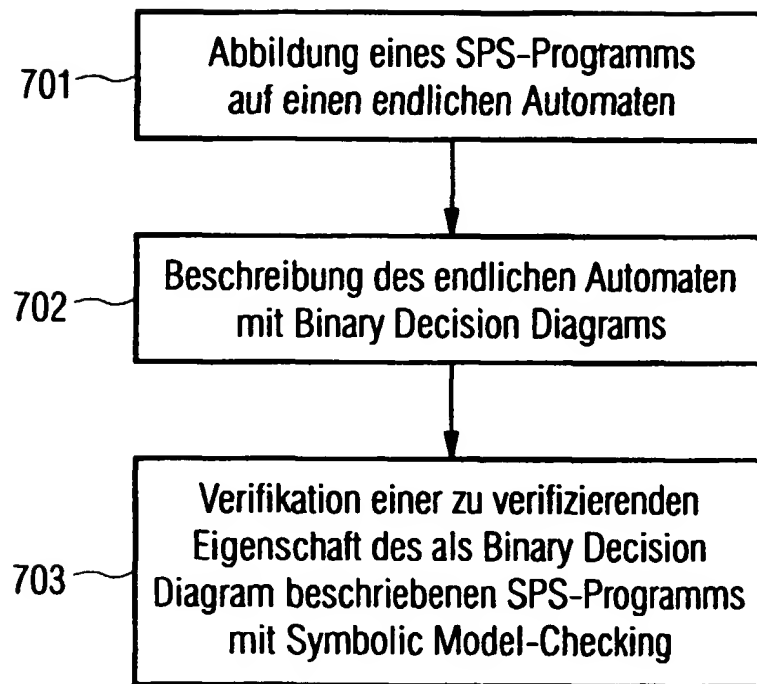 701
Abbildung eines SPS-Programms
auf einen endlichen Automaten
702
Beschreibung des endlichen Automaten
mit Binary Decision Diagrams
703
Verifikation einer zu verifizierenden
Eigenschaft des als Binary Decision
Diagram beschriebenen SPS-Programms
mit Symbolic Model-Checking